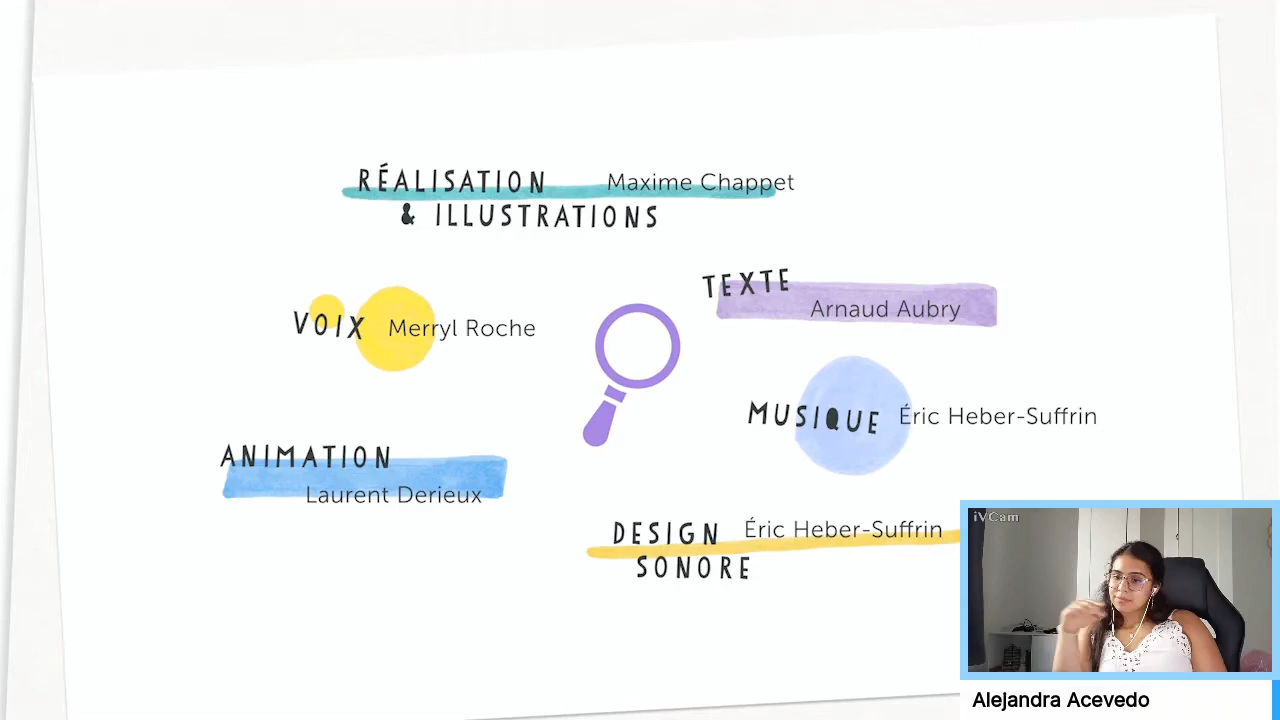 RÉALISATION Maxime Chappet
& ILLUSTRATIONS
TEXTE
Arnaud Aubry
VOIX Merryl Roche
MUSIQUE Éric Heber-Suffrin
ANIMATION
Laurent Derieux
DESIGN Éric Heber-Suffrin
SONORE
iVCam
Alejandra Acevedo